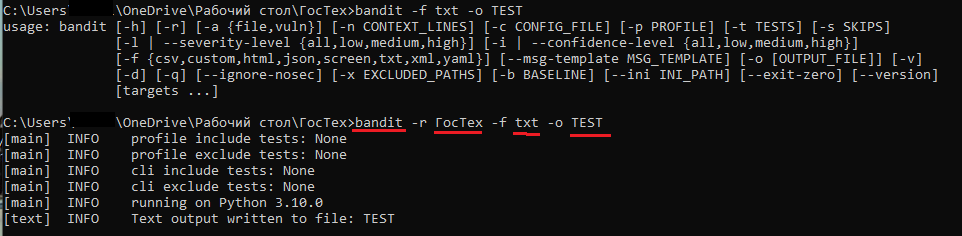 C:\Users\ \OneDrive\Рабочий стол\ГосТех>bandit -f txt -o TEST
usage: bandit [-h] [-r] [-a {file,vuln}] [-n CONTEXT_LINES] [-c CONFIG_FILE] [-p PROFILE] [-t TESTS] [-s SKIPS]
[-l | --severity-level {all,low,medium,high}] [-i | --confidence-level {all,low,medium,high}]
[-f {csv,custom,html,json,screen,txt,xml,yaml}] [--msg-template MSG_TEMPLATE] [-o [OUTPUT_FILE]] [-v]
[-d] [-q] [--ignore-nosec] [-x EXCLUDED_PATHS] [-b BASELINE] [--ini INI_PATH] [--exit-zero] [--version]
[targets ...]
C:\Users\ \OneDrive\Рабочий стол\ГосТех>bandit -r ГосТех -f txt -o TEST
[main] INFO profile include tests: None
[main] INFO profile exclude tests: None
[main] INFO cli include tests: None
[main] INFO cli exclude tests: None
[main] INFO running on Python 3.10.0
[text] INFO Text output written to file: TEST